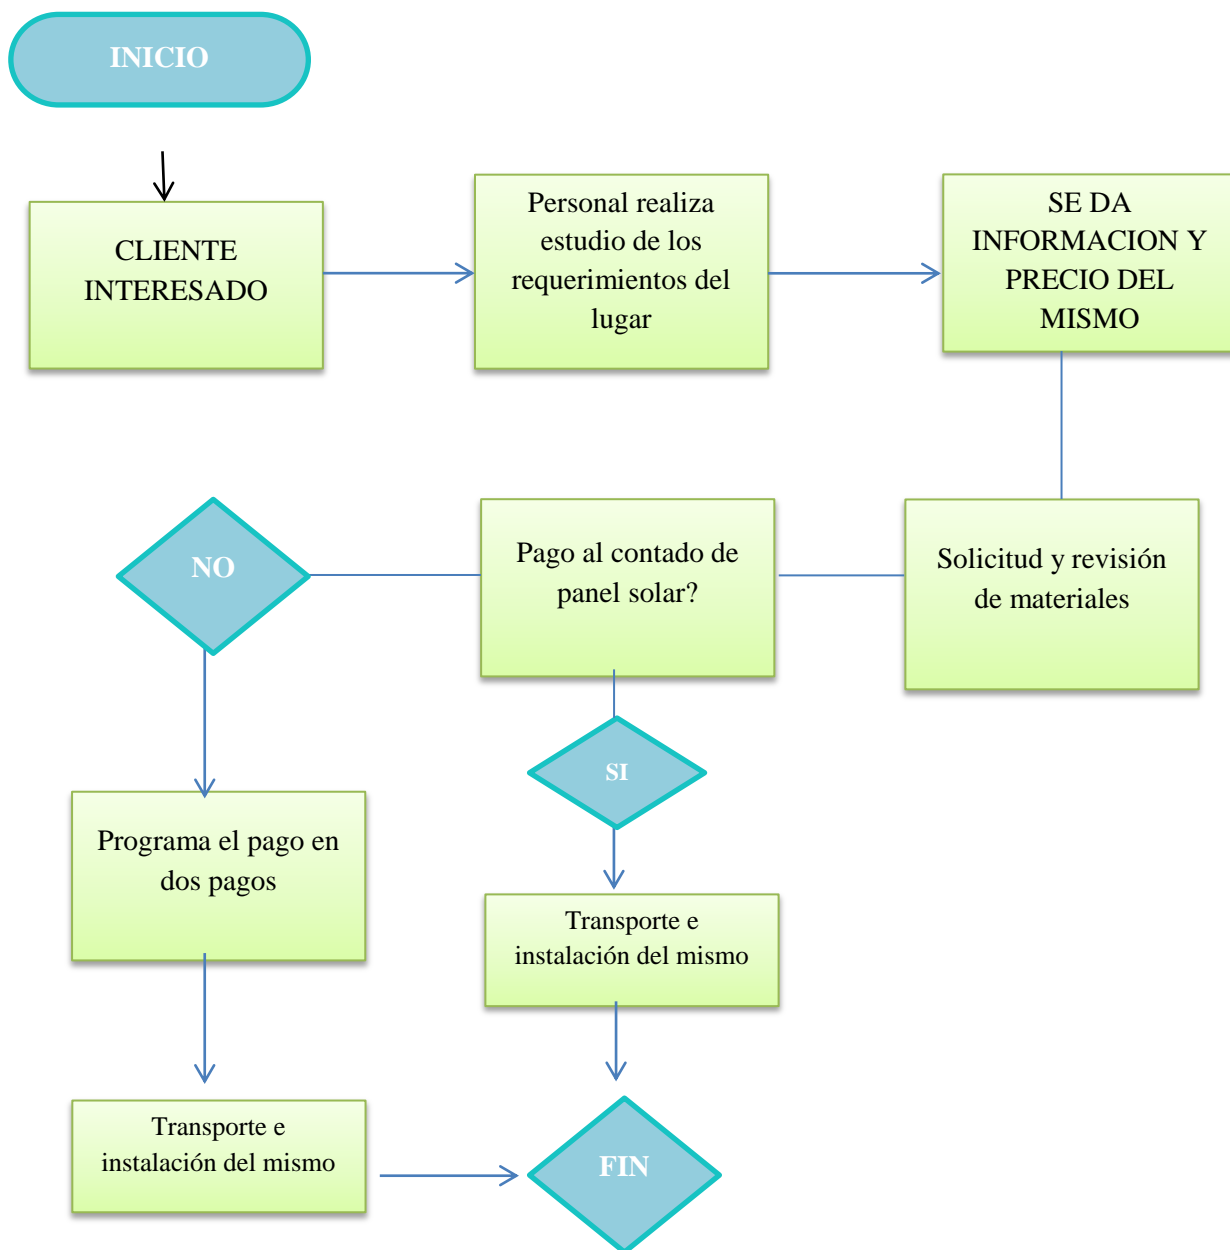 INICIO
CLIENTE
INTERESADO
Personal realiza
estudio de los
requerimientos del
lugar
SE DA
INFORMACION Y
PRECIO DEL
MISMO
NO
Pago al contado de
panel solar?
Solicitud y revisión
de materiales
SI
Programa el pago en
dos pagos
Transporte e
instalación del mismo
Transporte e
instalación del mismo
FIN